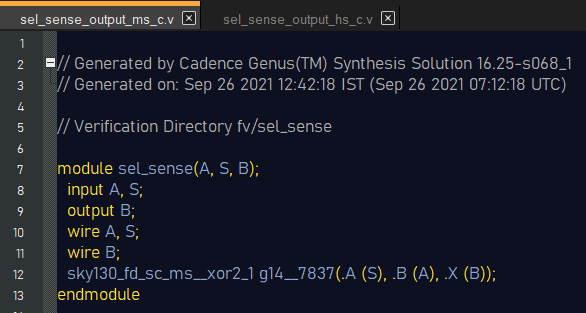 sel_sense_output_ms_c.v sel_sense_output_hs_c.v
1
2 // Generated by Cadence Genus(TM) Synthesis Solution 16.25-s068_1
3 // Generated on: Sep 26 2021 12:42:18 IST (Sep 26 2021 07:12:18 UTC)
4
5 // Verification Directory fv/sel_sense
6
7 module sel_sense(A, S, B);
8 input A, S;
9 output B;
10 wire A, S;
11 wire B;
12 sky130_fd_sc_ms__xor2_1 g14__7837(.A (S), .B (A), .X (B));
13 endmodule